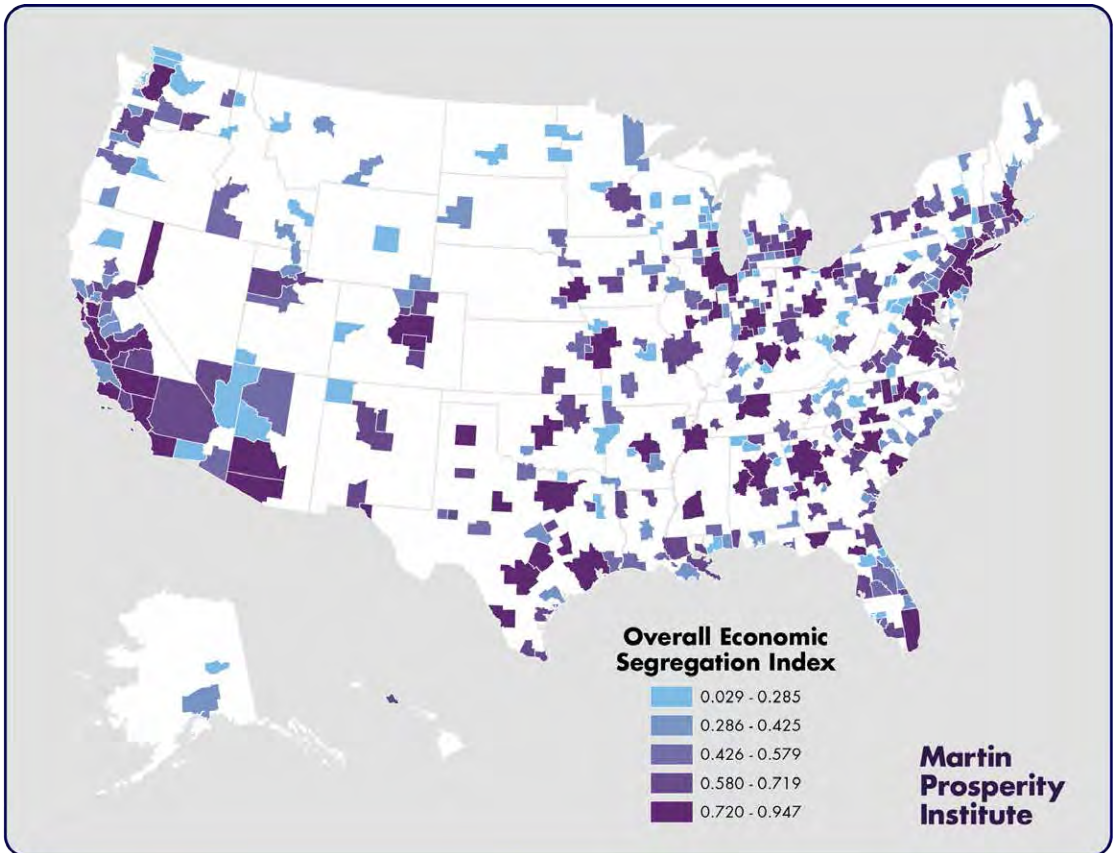 Overall Economic
Segregation Index
0.029 - 0.285
0.286 - 0.425
0.426 - 0.579
0.580 - 0.719
0.720 - 0.947
Martin
Prosperity
Institute